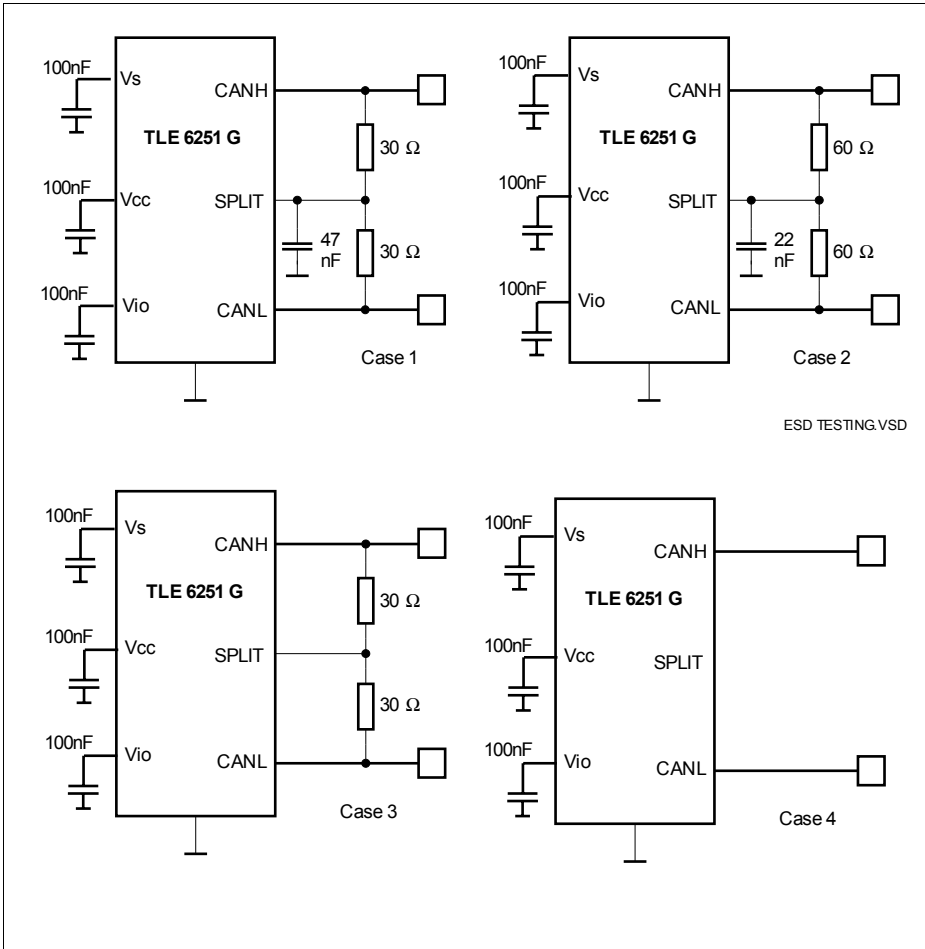 100nF
Vs
CANH
TLE 6251 G
30 Ω
100nF
Vcc
SPLIT
47
nF
30 Ω
100nF
Vio
CANL
Case 1
100nF
Vs
CANH
TLE 6251 G
60 Ω
100nF
Vcc
SPLIT
22
nF
60 Ω
100nF
Vio
CANL
Case 2
ESD TESTING.VSD
100nF
Vs
CANH
TLE 6251 G
30 Ω
100nF
Vcc
SPLIT
30 Ω
100nF
Vio
CANL
Case 3
100nF
Vs
CANH
TLE 6251 G
100nF
Vcc
SPLIT
100nF
Vio
CANL
Case 4